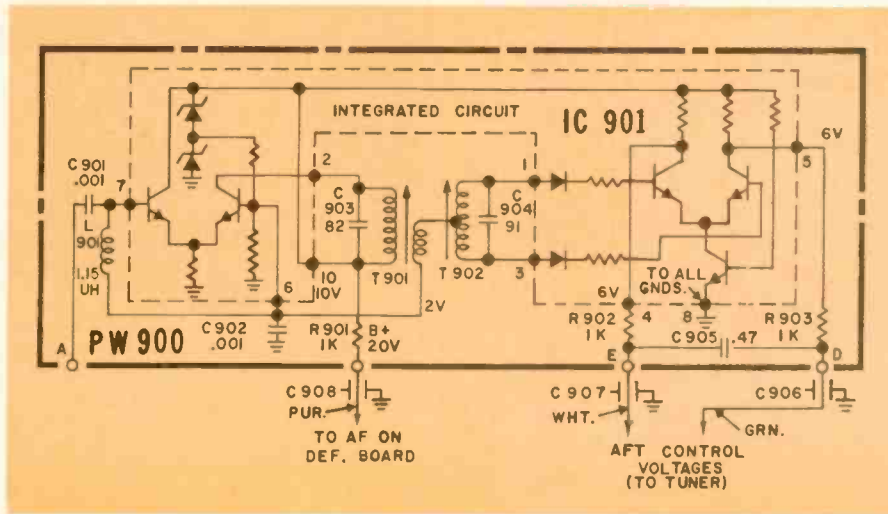 INTEGRATED CIRCUIT
IC 901
C901
.001
7
2
1
6V
5
C
903
82
C
904
91
L
901
1.15
UH
T901
T902
10
10V
3
6
2V
6V
TO ALL
GNDS.
4
8
A
PW 900
C902
.001
R901
1K
B+
20V
R902
1K
C905
.47
R903
1K
E
D
C908
PUR.
C907
WHT.
C906
GRN.
TO AF ON
DEF. BOARD
AFT CONTROL
VOLTAGES
(TO TUNER)